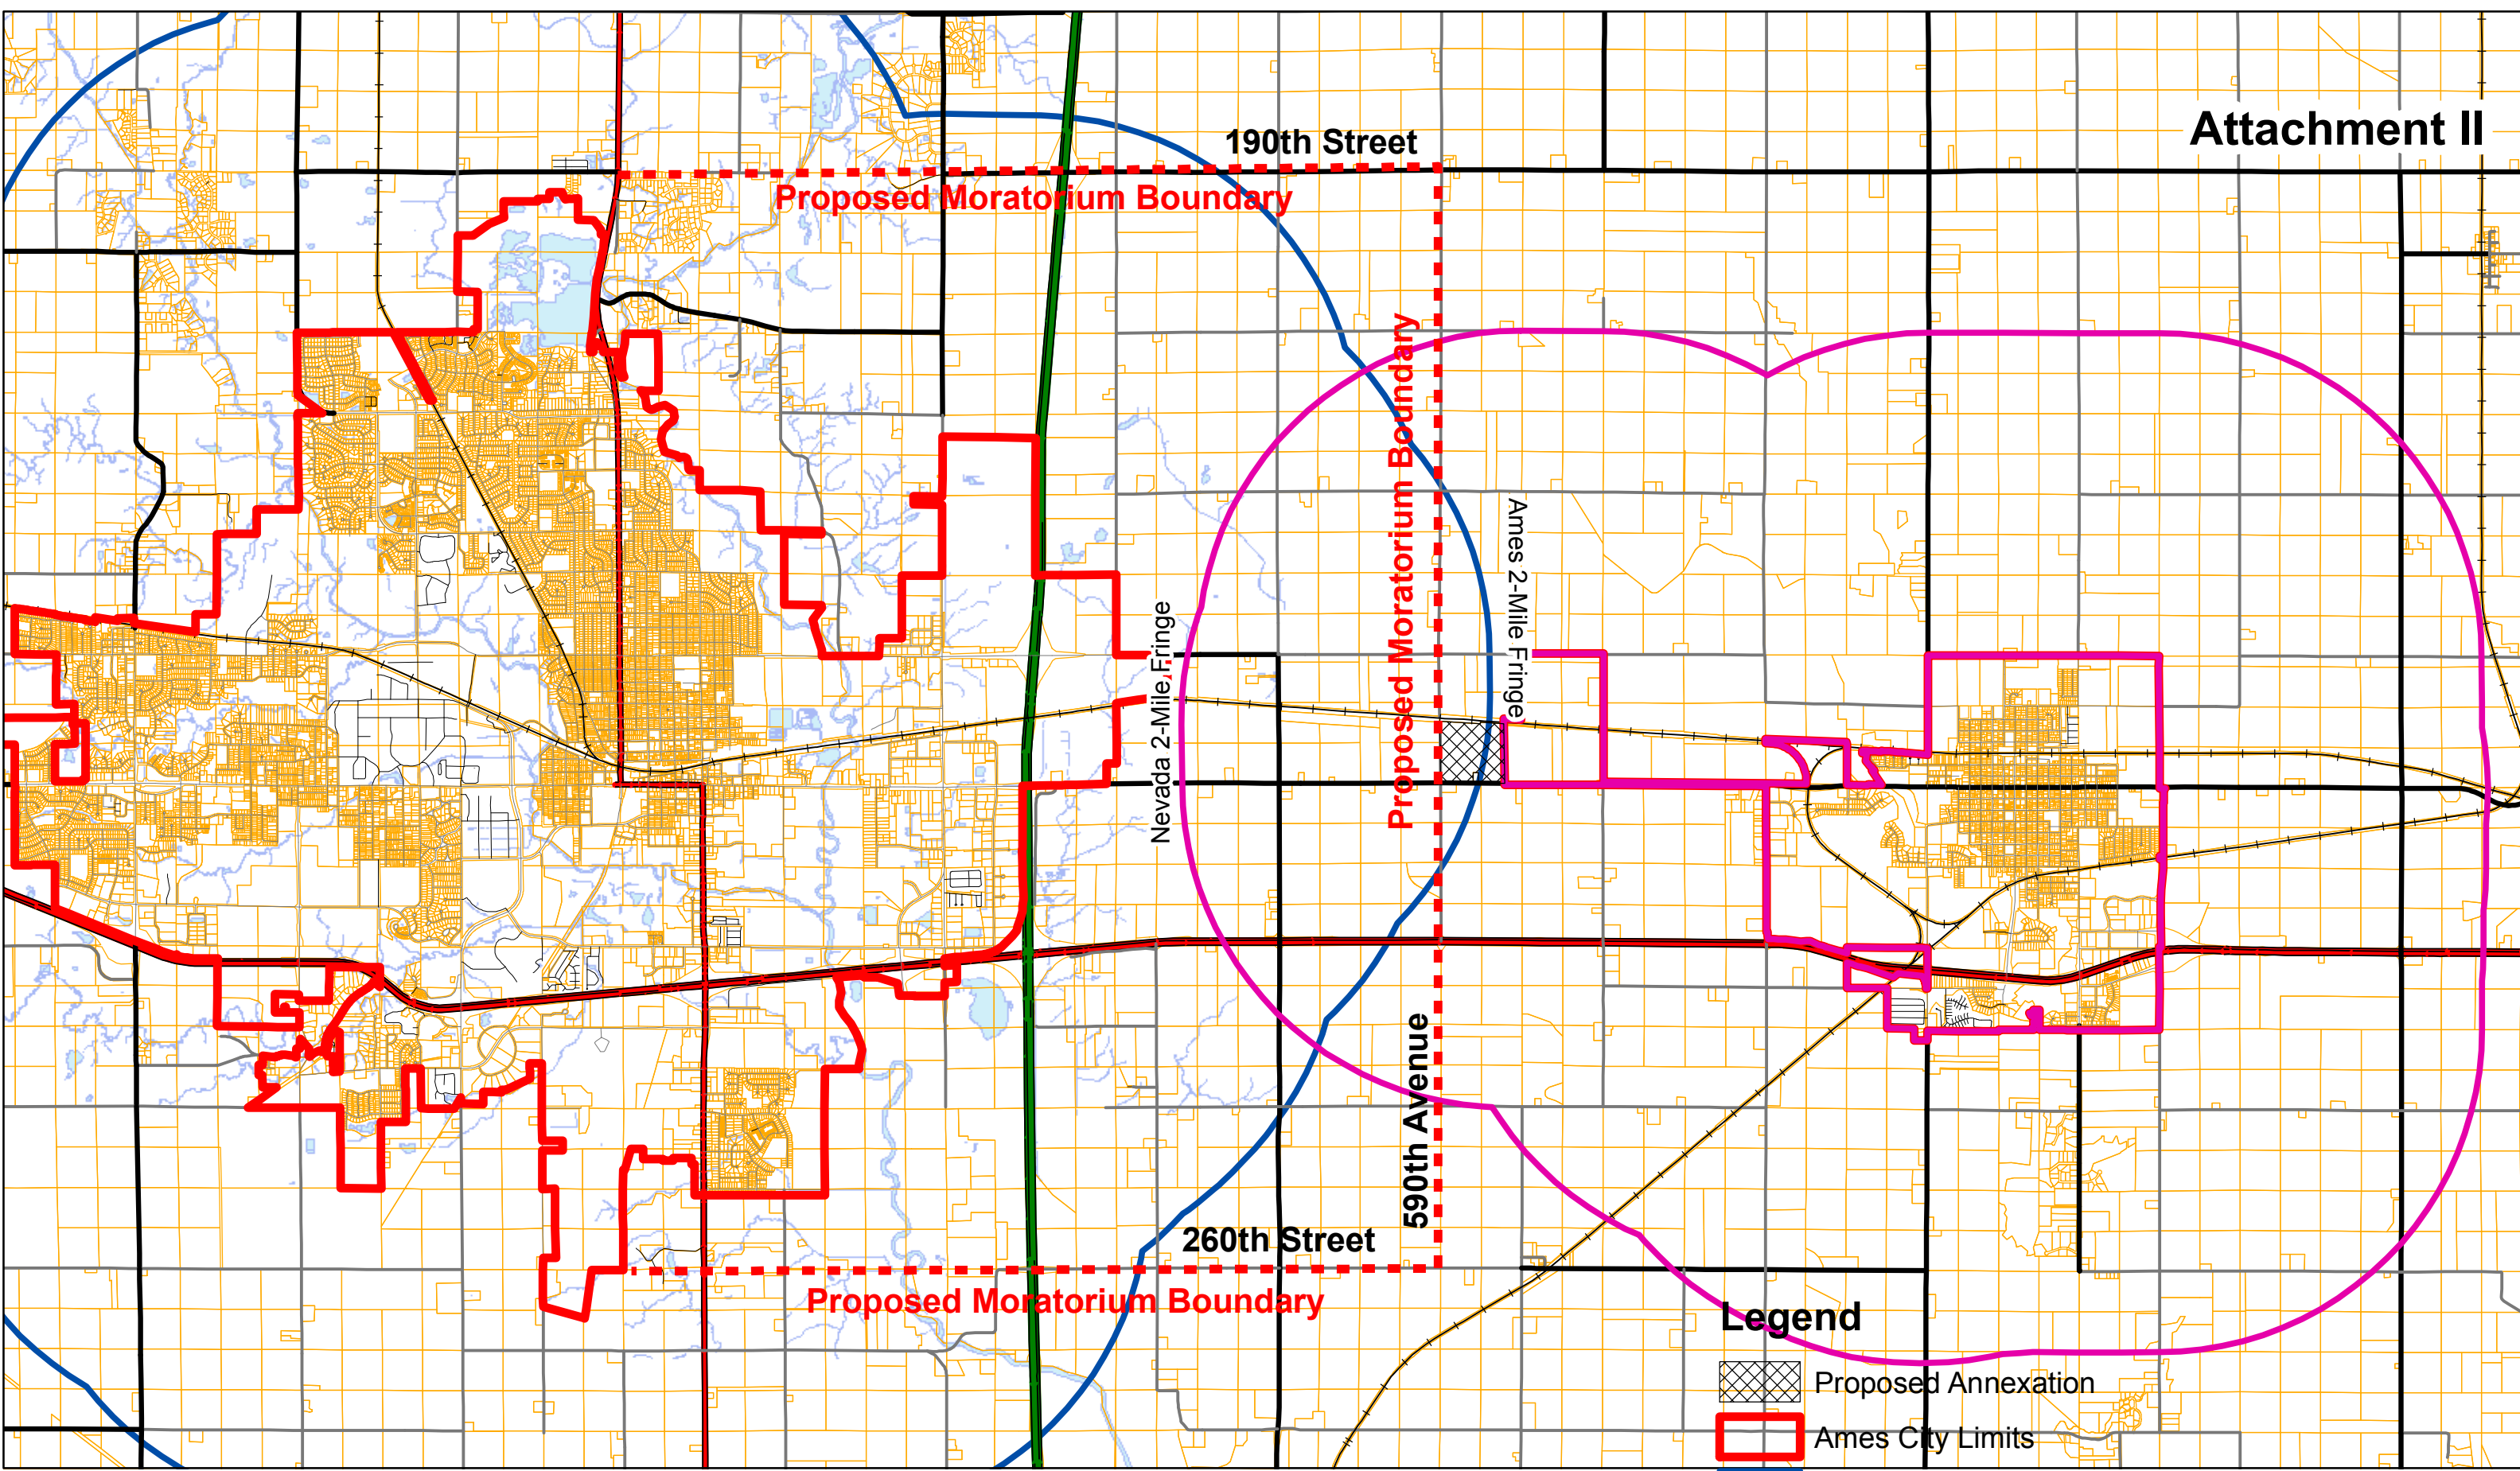 Attachment II
190th Street
Proposed Moratorium Boundary
Proposed Moratorium Boundary
Ames 2-Mile Fringe
Nevada 2-Mile Fringe
590th Avenue
260th Street
Proposed Moratorium Boundary
Legend
Proposed Annexation
Ames City Limits